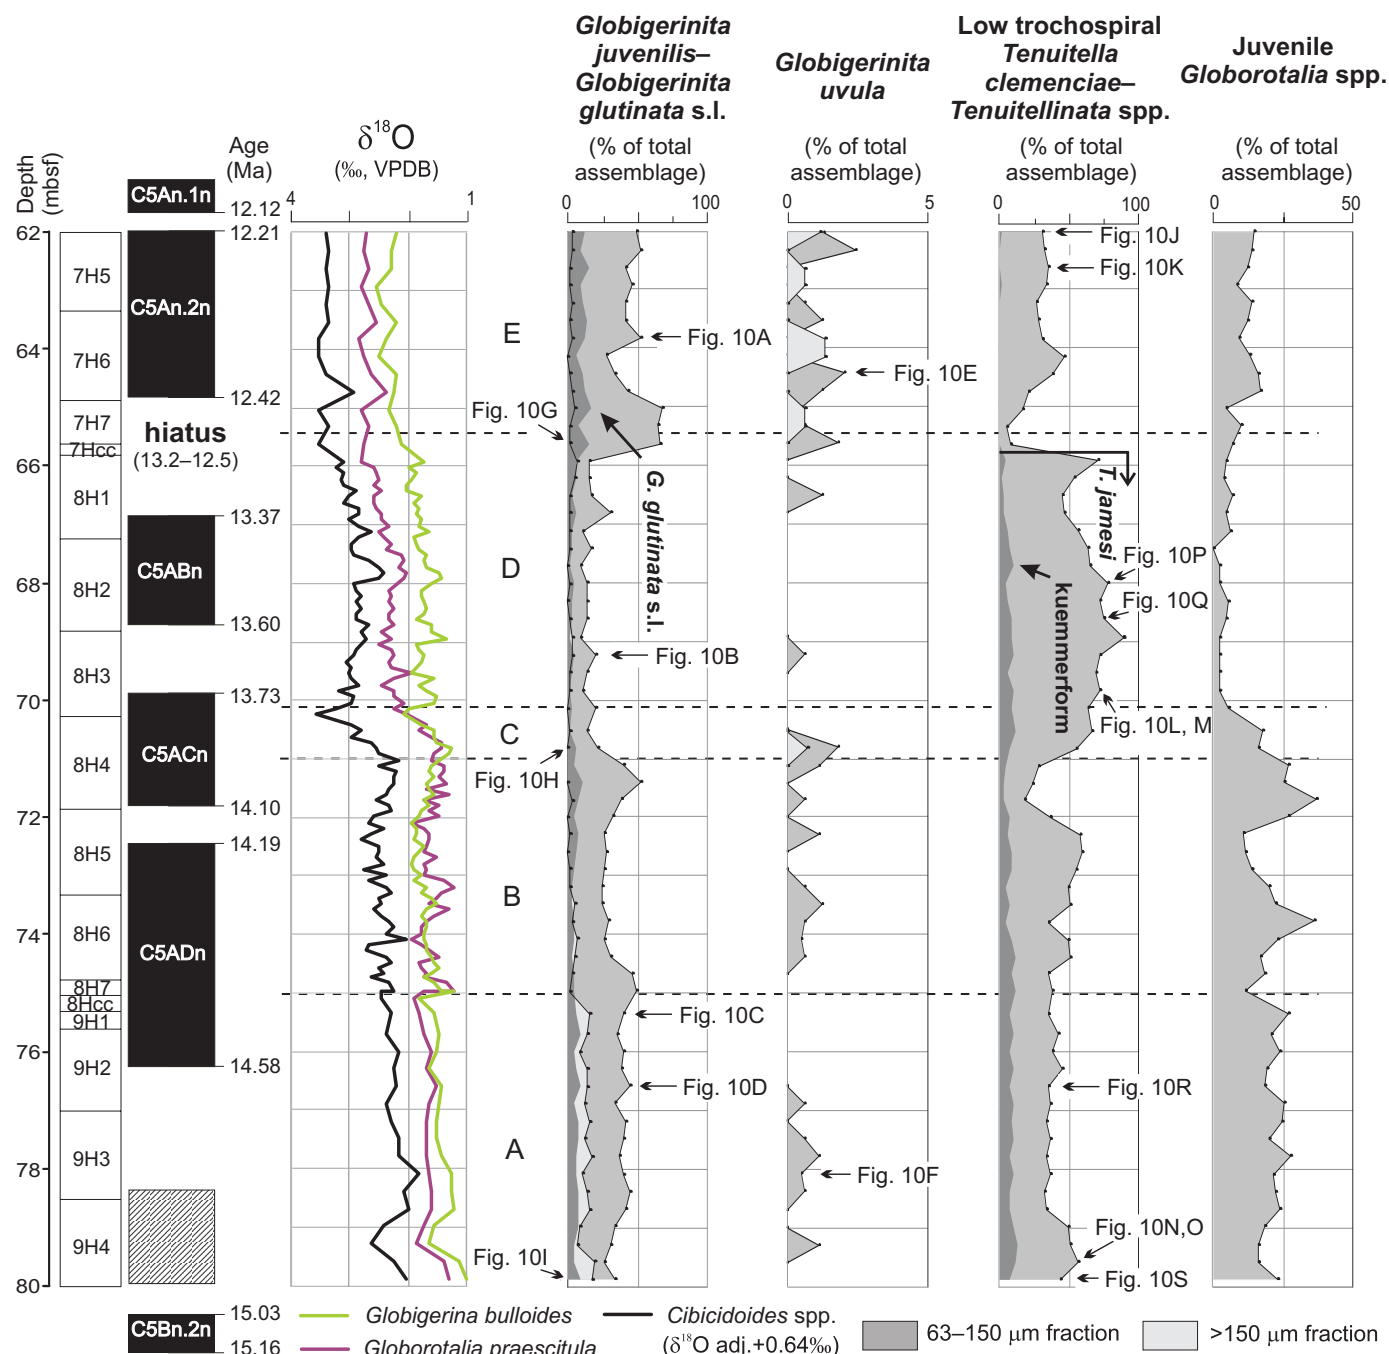 Globigerinita
juvenilis–
Globigerinita
glutinata s.l.
(% of total
assemblage)
0
100
Globigerinita
uvula
(% of total
assemblage)
0
5
Low trochospiral
Tenuitella
clemenciae–
Tenuitellinata spp.
(% of total
assemblage)
0
100
Juvenile
Globorotalia spp.
(% of total
assemblage)
0
50
Depth
(mbsf)
Age
(Ma)
δ18O
(‰, VPDB)
4
1
62
64
66
68
70
72
74
76
78
80
7H5
7H6
7H7
7Hcc
8H1
8H2
8H3
8H4
8H5
8H6
8H7
8Hcc
9H1
9H2
9H3
9H4
C5An.1n
C5An.2n
hiatus
(13.2–12.5)
C5ABn
C5ACn
C5ADn
C5Bn.2n
12.12
12.21
12.42
13.37
13.60
13.73
14.10
14.19
14.58
15.03
15.16
E
D
C
B
A
Fig. 10A
Fig. 10G
G. glutinata s.l.
Fig. 10B
Fig. 10H
Fig. 10C
Fig. 10D
Fig. 10I
Fig. 10E
Fig. 10F
Fig. 10J
Fig. 10K
T. jamesi
Fig. 10P
kuemmerform
Fig. 10Q
Fig. 10L, M
Fig. 10R
Fig. 10N,O
Fig. 10S
Globigerina bulloides
Globorotalia praescitula
Cibicidoides spp.
(δ18O adj.+0.64‰)
63–150 μm fraction
>150 μm fraction